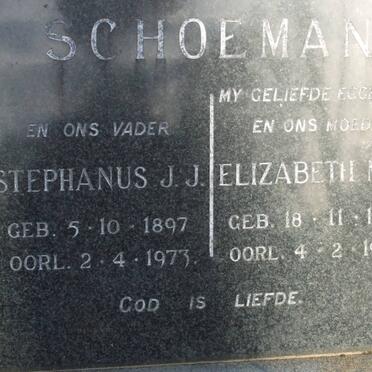 SCHOEMAN
MY GELIEFDE
EN ONS VADER EN ONS
STEPHANUS J. J. ELIZABETH
GEB. 5 · 10 · 1897 GEB. 18 · 11 ·
OORL. 2 · 4 · 1973. OORL. 4 · 2 ·
GOD IS LIEFDE.